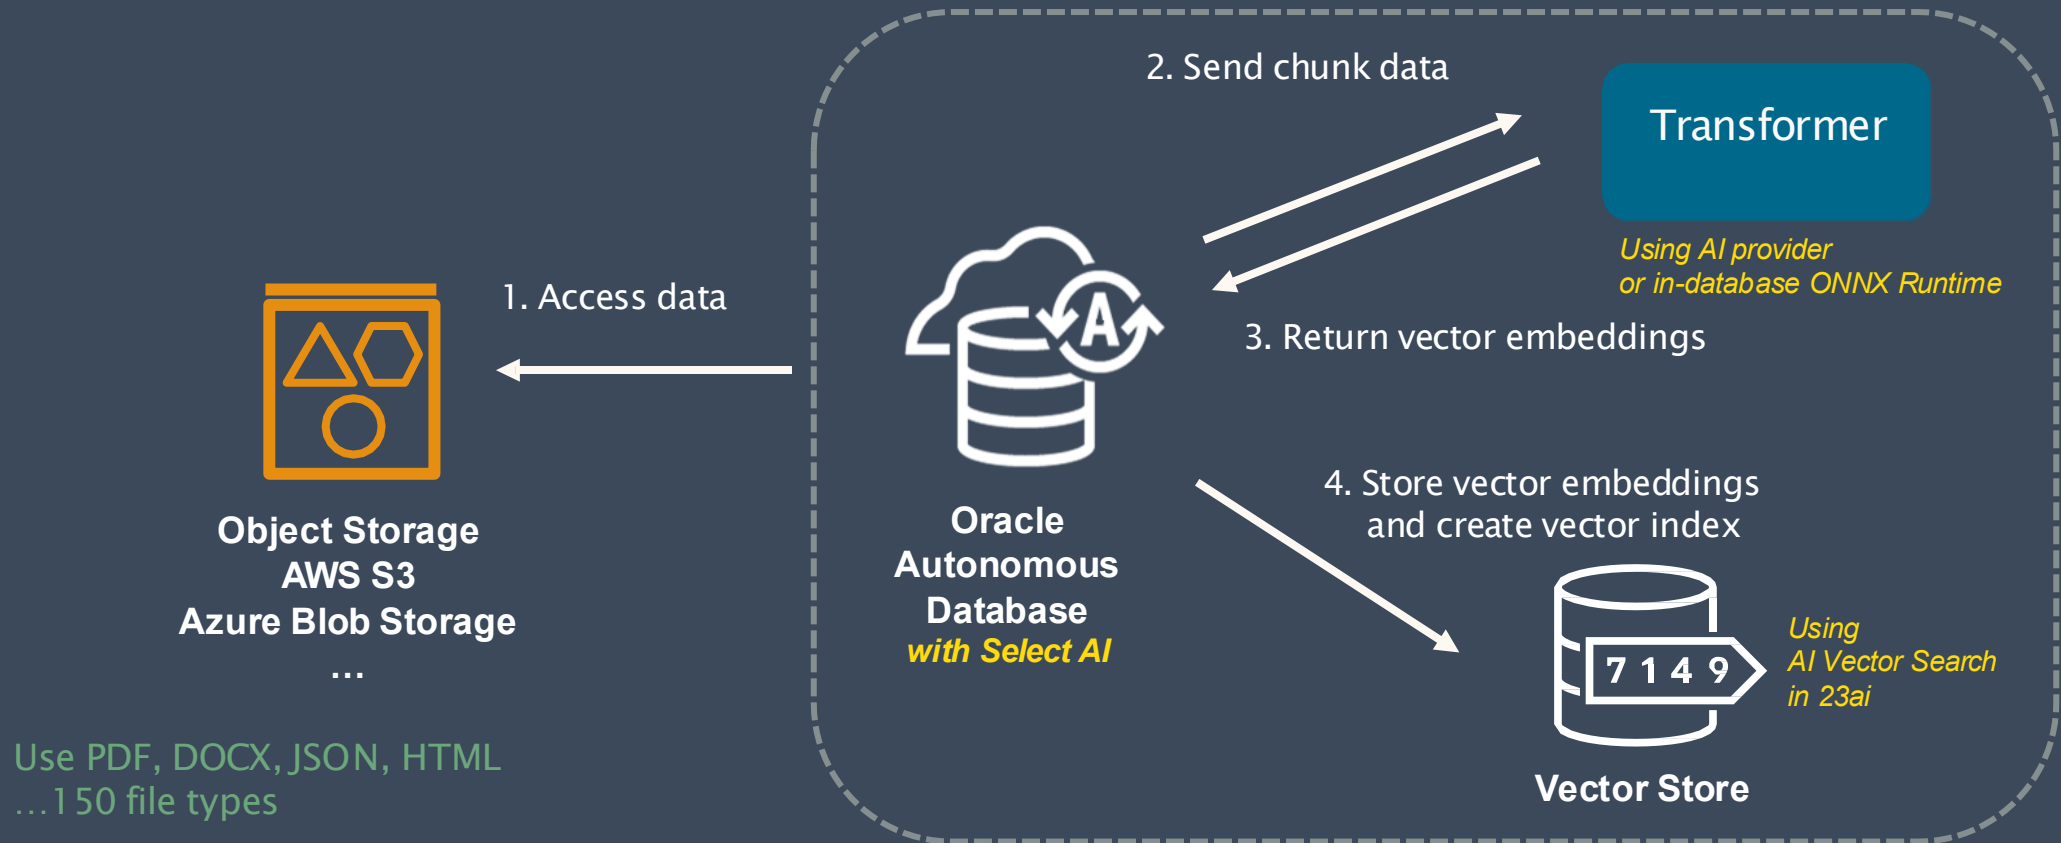 2. Send chunk data
Transformer
Using AI provider
or in-database ONNX Runtime
1. Access data
A
3. Return vector embeddings
4. Store vector embeddings
and create vector index
Object Storage
AWS S3
Azure Blob Storage
...
Oracle
Autonomous
Database
with Select AI
7 1 4 9
Using
AI Vector Search
in 23ai
Vector Store
Use PDF, DOCX, JSON, HTML
...150 file types